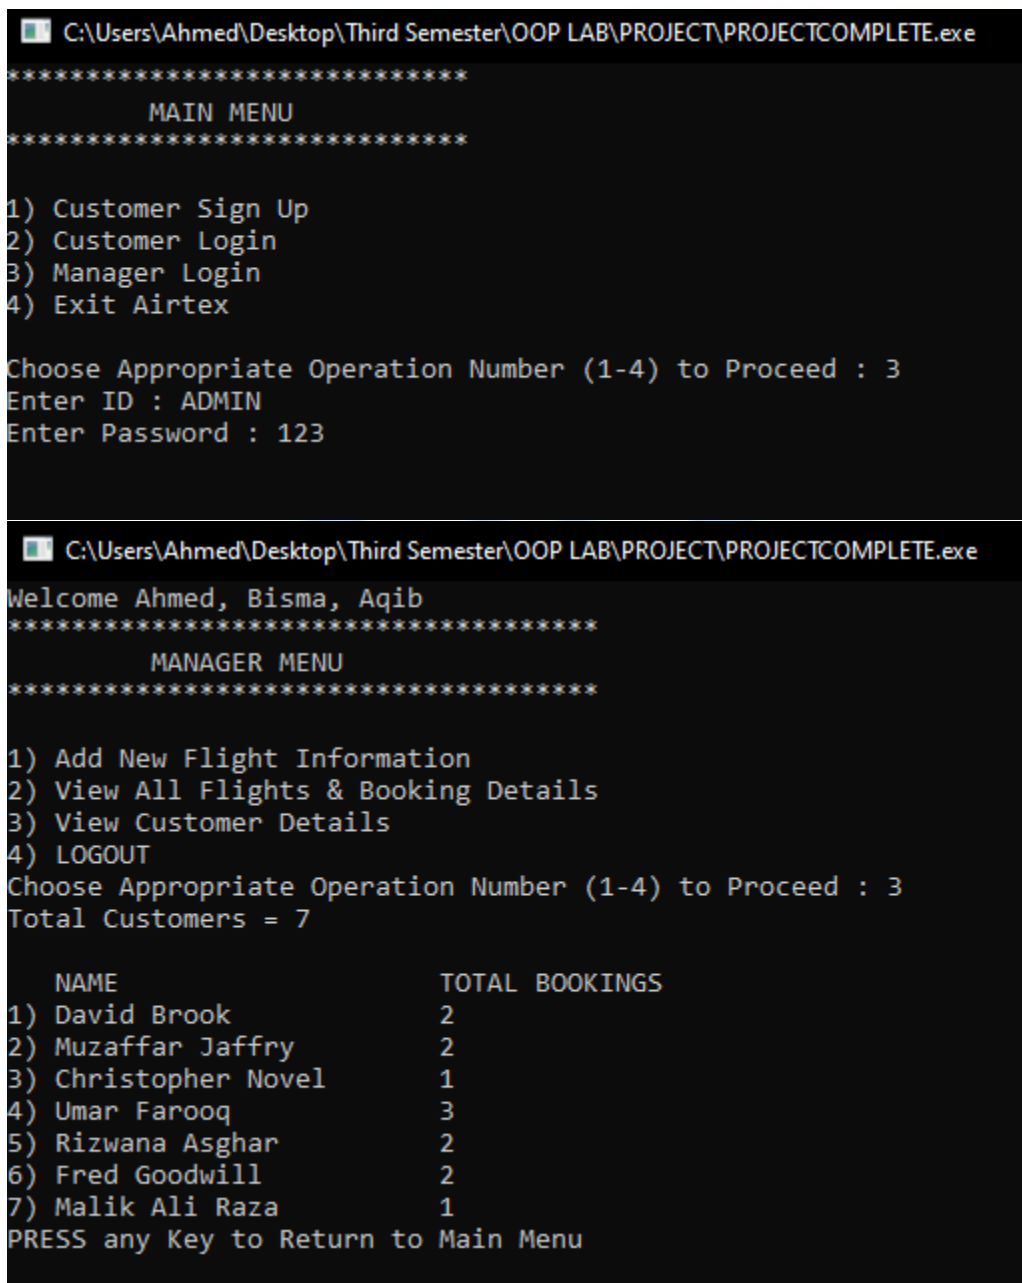 C:\Users\Ahmed\Desktop\Third Semester\OOP LAB\PROJECT\PROJECTCOMPLETE.exe
*****************************
MAIN MENU
*****************************
1) Customer Sign Up
2) Customer Login
3) Manager Login
4) Exit Airtex
Choose Appropriate Operation Number (1-4) to Proceed : 3
Enter ID : ADMIN
Enter Password : 123
C:\Users\Ahmed\Desktop\Third Semester\OOP LAB\PROJECT\PROJECTCOMPLETE.exe
Welcome Ahmed, Bisma, Aqib
*************************************
MANAGER MENU
*************************************
1) Add New Flight Information
2) View All Flights & Booking Details
3) View Customer Details
4) LOGOUT
Choose Appropriate Operation Number (1-4) to Proceed : 3
Total Customers = 7
NAME TOTAL BOOKINGS
1) David Brook 2
2) Muzaffar Jaffry 2
3) Christopher Novel 1
4) Umar Farooq 3
5) Rizwana Asghar 2
6) Fred Goodwill 2
7) Malik Ali Raza 1
PRESS any Key to Return to Main Menu